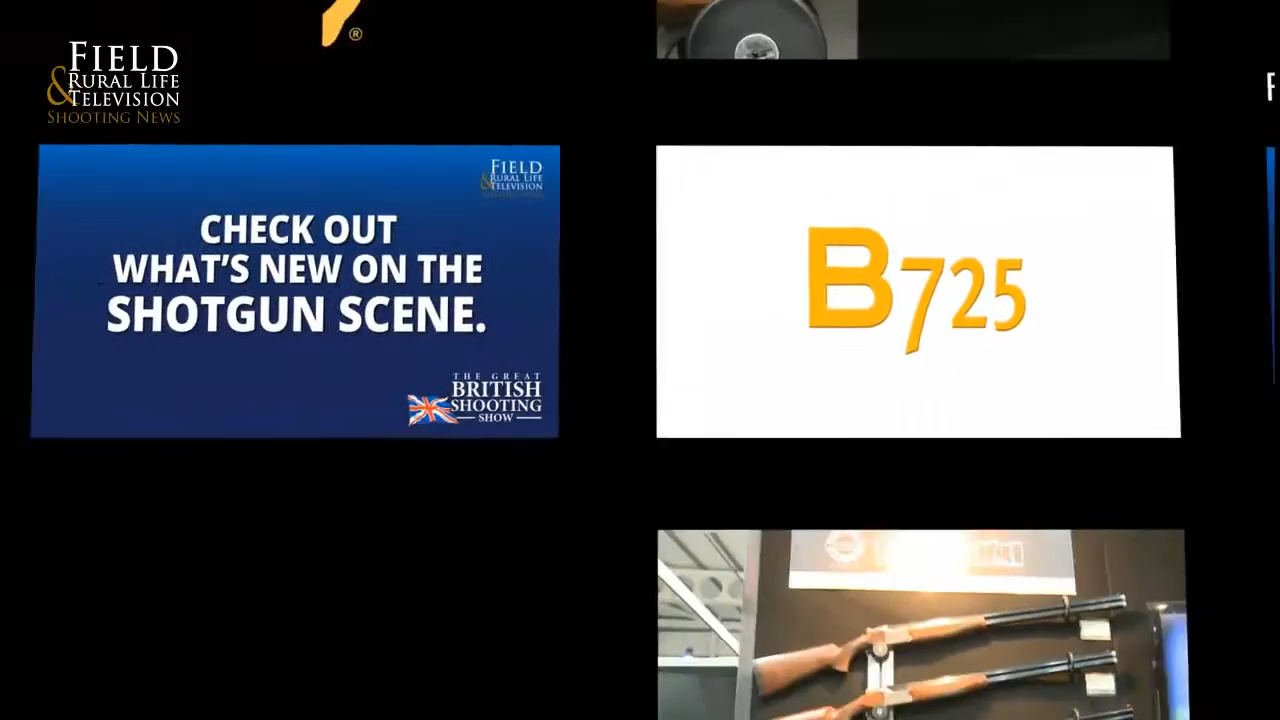 ®
FIELD
& RURAL LIFE
TELEVISION
SHOOTING NEWS
F
FIELD
& RURAL LIFE
TELEVISION
CHECK OUT
WHAT'S NEW ON THE
SHOTGUN SCENE.
THE GREAT
BRITISH
SHOOTING
SHOW
B725